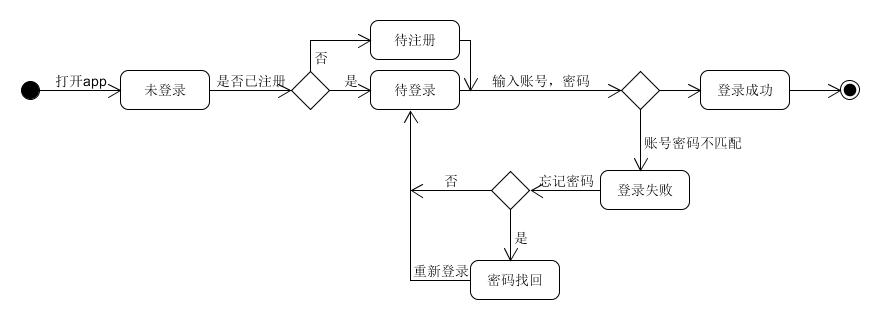 否
待注册
打开app
未登录
是否已注册
是
待登录
输入账号，密码
登录成功
账号密码不匹配
否
忘记密码
登录失败
是
重新登录
密码找回